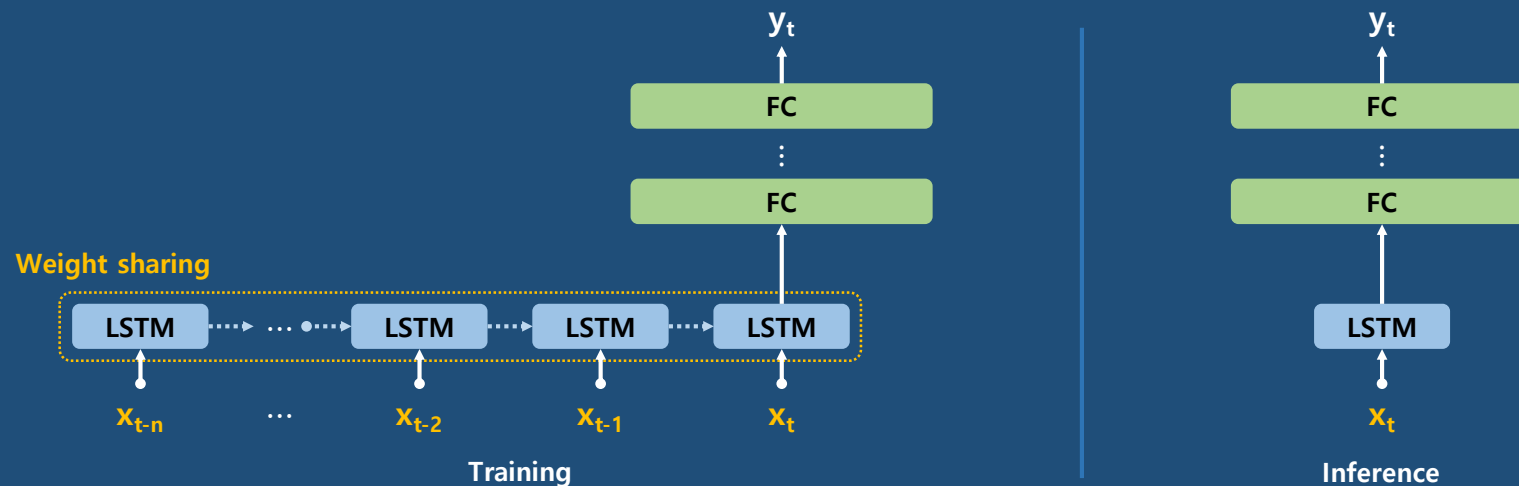 yt
yt
FC
FC
⋮
⋮
FC
FC
Weight sharing
LSTM ... LSTM LSTM LSTM
LSTM
xt-n ... xt-2 xt-1 xt
xt
Training
Inference